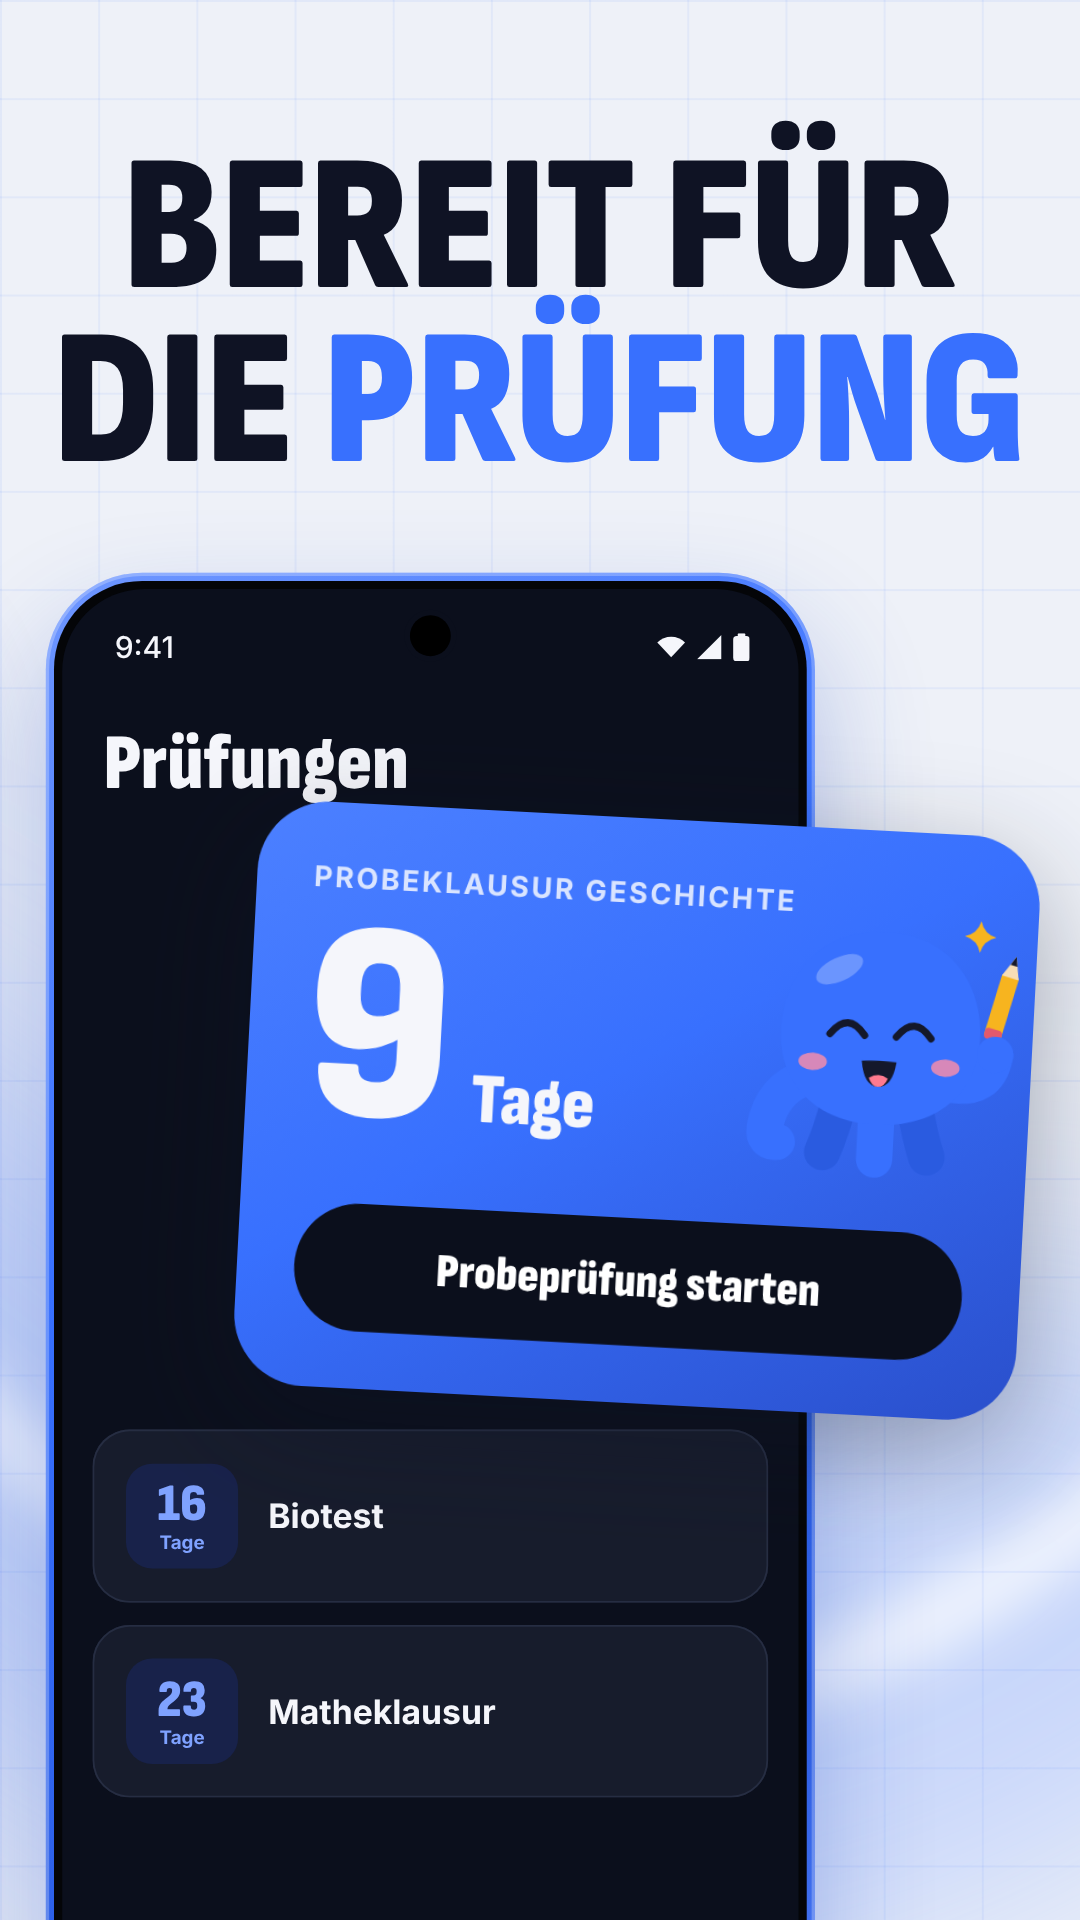 BEREIT FÜR
DIE PRÜFUNG
9:41
Prüfungen
PROBEKLAUSUR GESCHICHTE
9 Tage
Probeprüfung starten
16
Tage
Biotest
23
Tage
Matheklausur